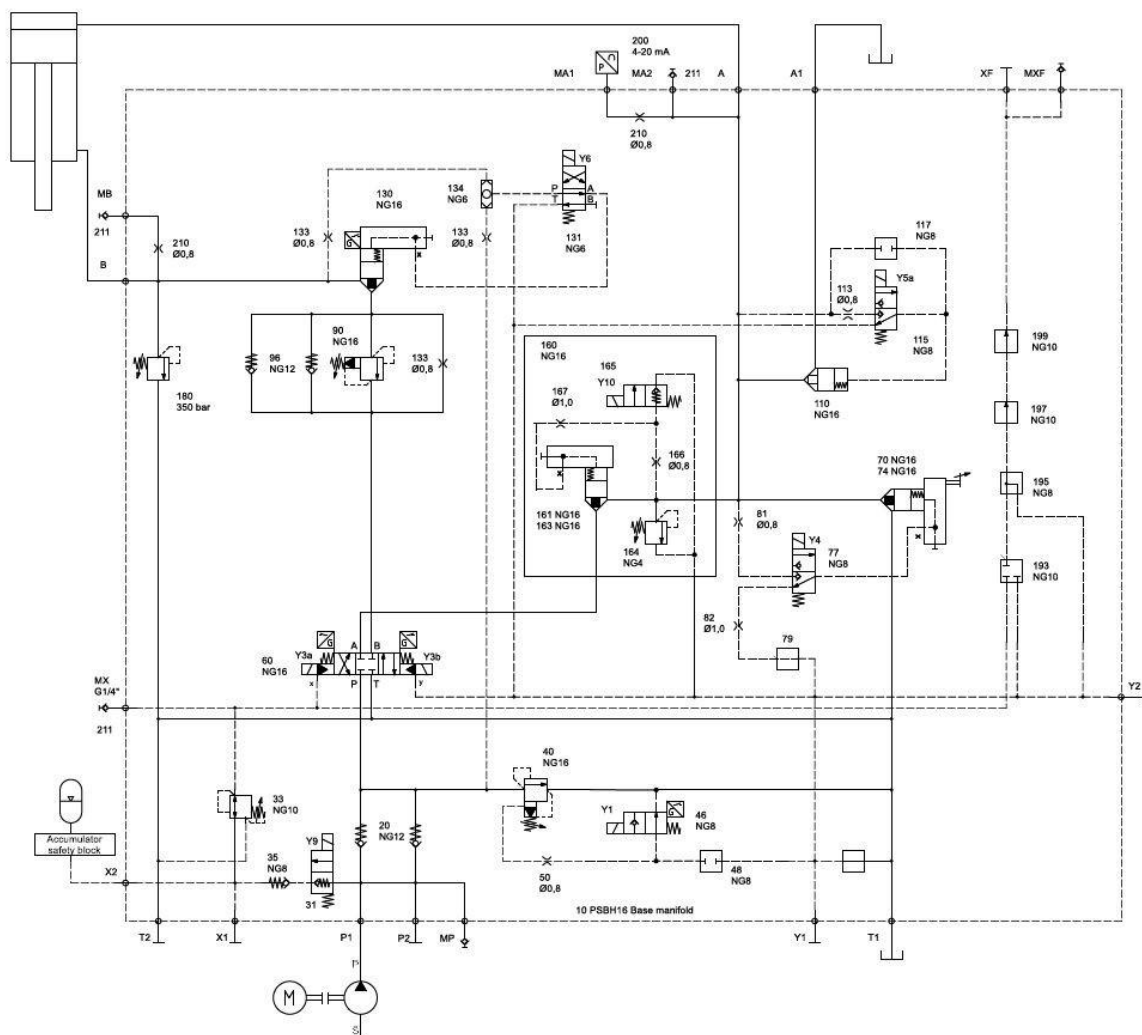 200
4-20 mA
P
MA1
MA2
211
A
A1
XF
MXF
210
Ø0,8
Y6
134
NG6
P
A
T
B
130
NG16
MB
133
Ø0,8
G
133
Ø0,8
x
131
NG6
117
NG8
211
210
Ø0,8
B
Y5a
113
Ø0,8
115
NG8
199
NG10
90
NG16
96
NG12
133
Ø0,8
160
NG16
165
Y10
167
Ø1,0
110
NG16
180
350 bar
197
NG10
166
Ø0,8
x
70 NG16
74 NG16
195
NG8
161 NG16
163 NG16
164
NG4
81
Ø0,8
Y4
77
NG8
x
193
NG10
82
Ø1,0
79
G
G
A
B
60
NG16
Y3a
Y3b
x
P
T
y
MX
G1/4"
211
Y2
40
NG16
33
NG10
Y1
G
46
NG8
20
NG12
Accumulator
safety block
Y9
35
NG8
31
X2
50
Ø0,8
48
NG8
10 PSBH16 Base manifold
T2
X1
P1
P2
MP
Y1
T1
P
M
S